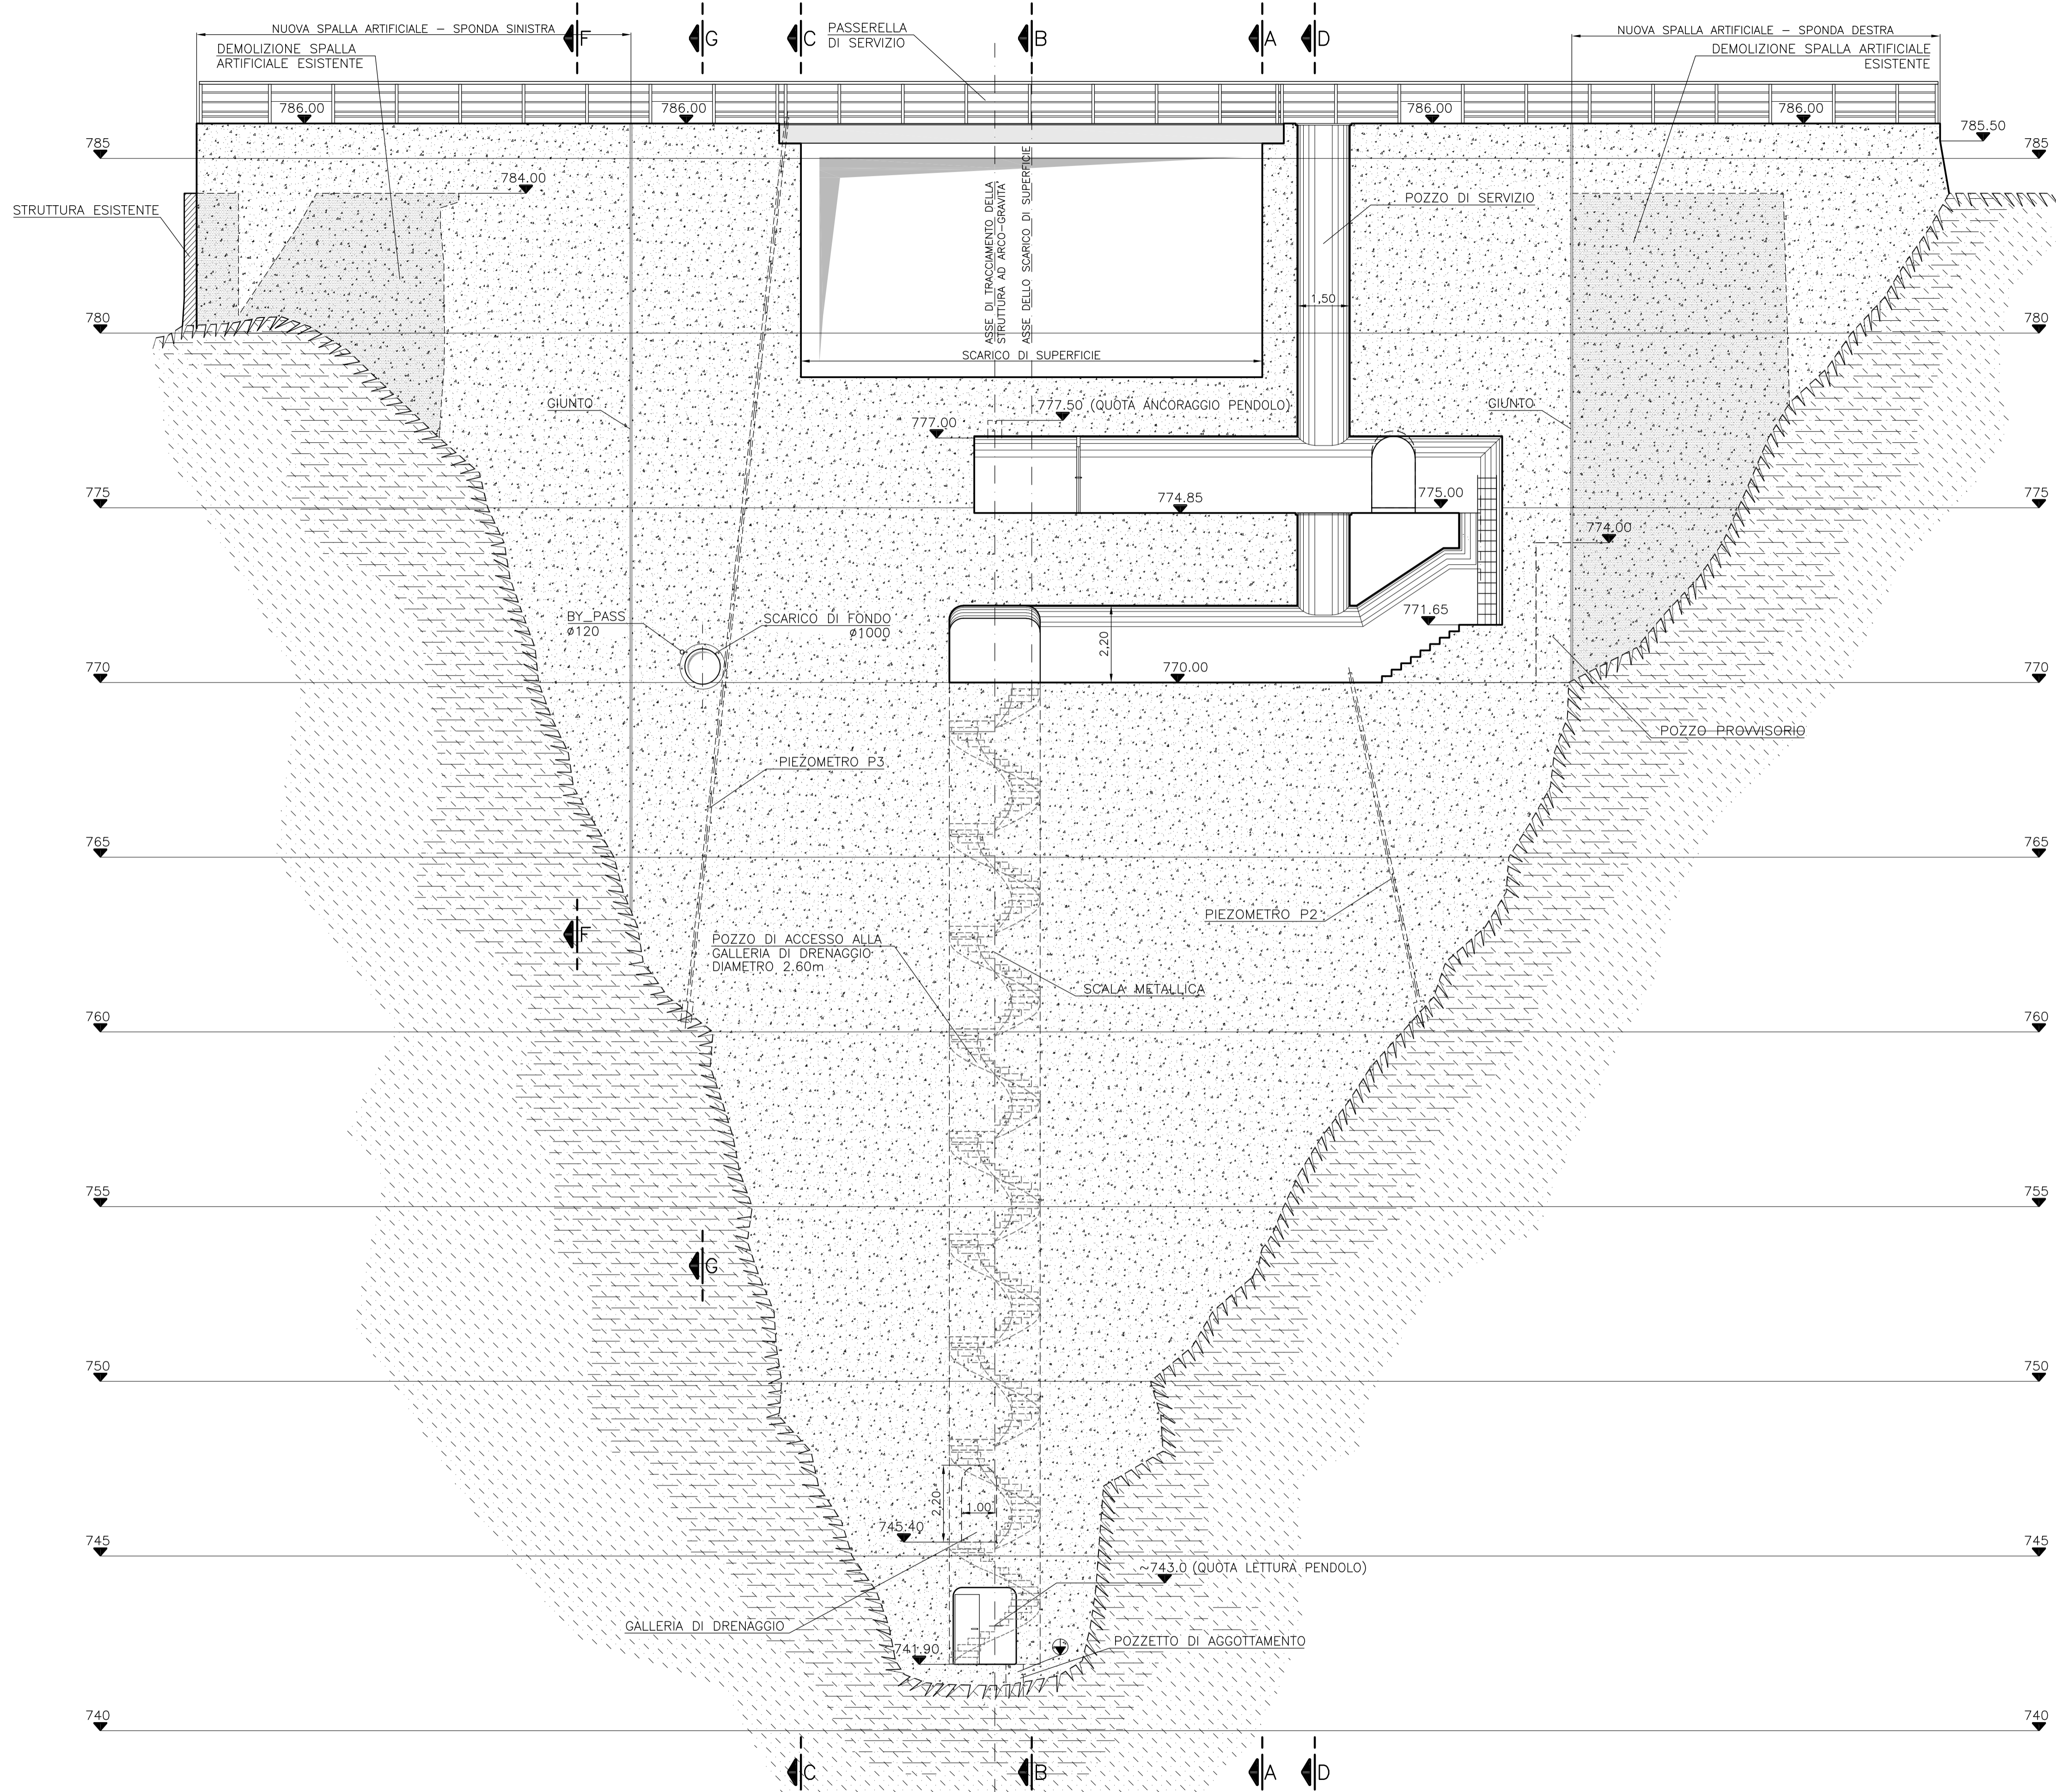 F
G
C
B
A
D
NUOVA SPALLA ARTIFICIALE – SPONDA SINISTRA
PASSERELLA
DI SERVIZIO
NUOVA SPALLA ARTIFICIALE – SPONDA DESTRA
DEMOLIZIONE SPALLA
ARTIFICIALE ESISTENTE
DEMOLIZIONE SPALLA ARTIFICIALE
ESISTENTE
786.00
786.00
786.00
786.00
785.50
785
785
784.00
STRUTTURA ESISTENTE
ASSE DI TRACCIAMENTO DELLA
STRUTTURA AD ARCO-GRAVITA'
ASSE DELLO SCARICO DI SUPERFICIE
POZZO DI SERVIZIO
1,50
780
780
SCARICO DI SUPERFICIE
GIUNTO
777.50 (QUOTA ANCORAGGIO PENDOLO)
GIUNTO
777.00
775
774.85
775.00
775
774.00
BY_PASS
ø120
SCARICO DI FONDO
ø1000
771.65
2,20
770
770.00
770
POZZO PROVVISORIO
PIEZOMETRO P3
765
765
PIEZOMETRO P2
F
POZZO DI ACCESSO ALLA
GALLERIA DI DRENAGGIO
DIAMETRO 2.60m
SCALA METALLICA
760
760
755
755
G
750
750
2,20
1.00
745.40
745
745
~743.0 (QUOTA LETTURA PENDOLO)
GALLERIA DI DRENAGGIO
741.90
POZZETTO DI AGGOTTAMENTO
740
740
C
B
A
D